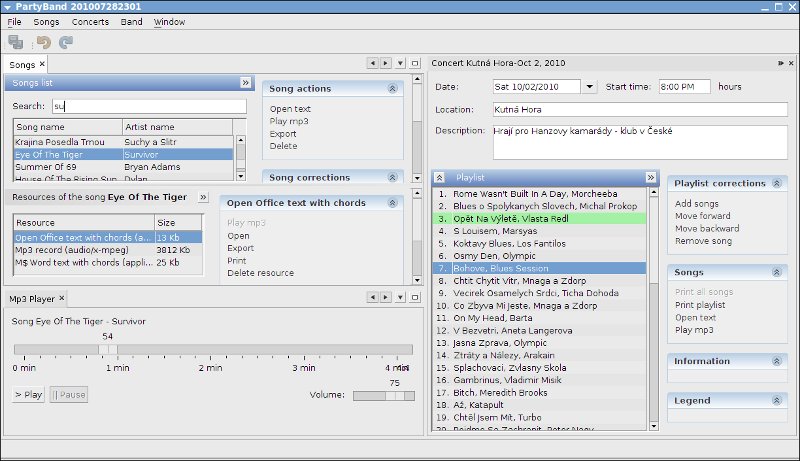 PartyBand 201007282301
File Songs Concerts Band Window
Songs
Songs list
Search: su
Song name Artist name
Krajina Posedla Trnou Suchy a Slitr
Eye Of The Tiger Survivor
Summer Of 69 Bryan Adams
House Of The Rising Sun Dylan
Song actions
Open text
Play mp3
Export
Delete
Song corrections
Resources of the song Eye Of The Tiger
Resource Size
Open Office text with chords (a... 13 Kb
Mp3 record (audio/x-mpeg) 3812 Kb
M$ Word text with chords (appli... 25 Kb
Open Office text with chords
Play mp3
Open
Export
Print
Delete resource
Mp3 Player
Song Eye Of The Tiger - Survivor
54
0 min 1 min 2 min 3 min 4 min
> Play || Pause Volume: 75
Concert Kutná Hora-Oct 2, 2010
Date: Sat 10/02/2010 Start time: 8:00 PM hours
Location: Kutná Hora
Description: Hrají pro Hanzovy kamarády - klub v České
Playlist
1. Rome Wasn't Built In A Day, Morcheeba
2. Blues o Spolykanych Slovech, Michal Prokop
3. Opět Na Výletě, Vlasta Redl
4. S Louisem, Marsyas
5. Koktavy Blues, Los Fantilos
6. Osmy Den, Olympic
7. Bohove, Blues Session
8. Chtit Chytit Vitr, Mnaga a Zdorp
9. Vecirek Osamelych Srdci, Ticha Dohoda
10. Co Zbyva Mi Jeste, Mnaga a Zdorp
11. On My Head, Barta
12. V Bezvetri, Aneta Langerova
13. Jasna Zprava, Olympic
14. Ztráty a Nálezy, Arakain
15. Splachovaci, Zvlasny Skola
16. Gambrinus, Vladimir Misik
17. Bitch, Meredith Brooks
18. Až, Katapult
19. Chtěl Jsem Mít, Turbo
Playlist corrections
Add songs
Move forward
Move backward
Remove song
Songs
Print all songs
Print playlist
Open text
Play mp3
Information
Legend